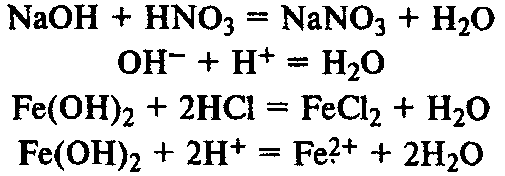 NaOH + HNO₃ = NaNO₃ + H₂O
OH⁻ + H⁺ = H₂O
Fe(OH)₂ + 2HCl = FeCl₂ + H₂O
Fe(OH)₂ + 2H⁺ = Fe²⁺ + 2H₂O